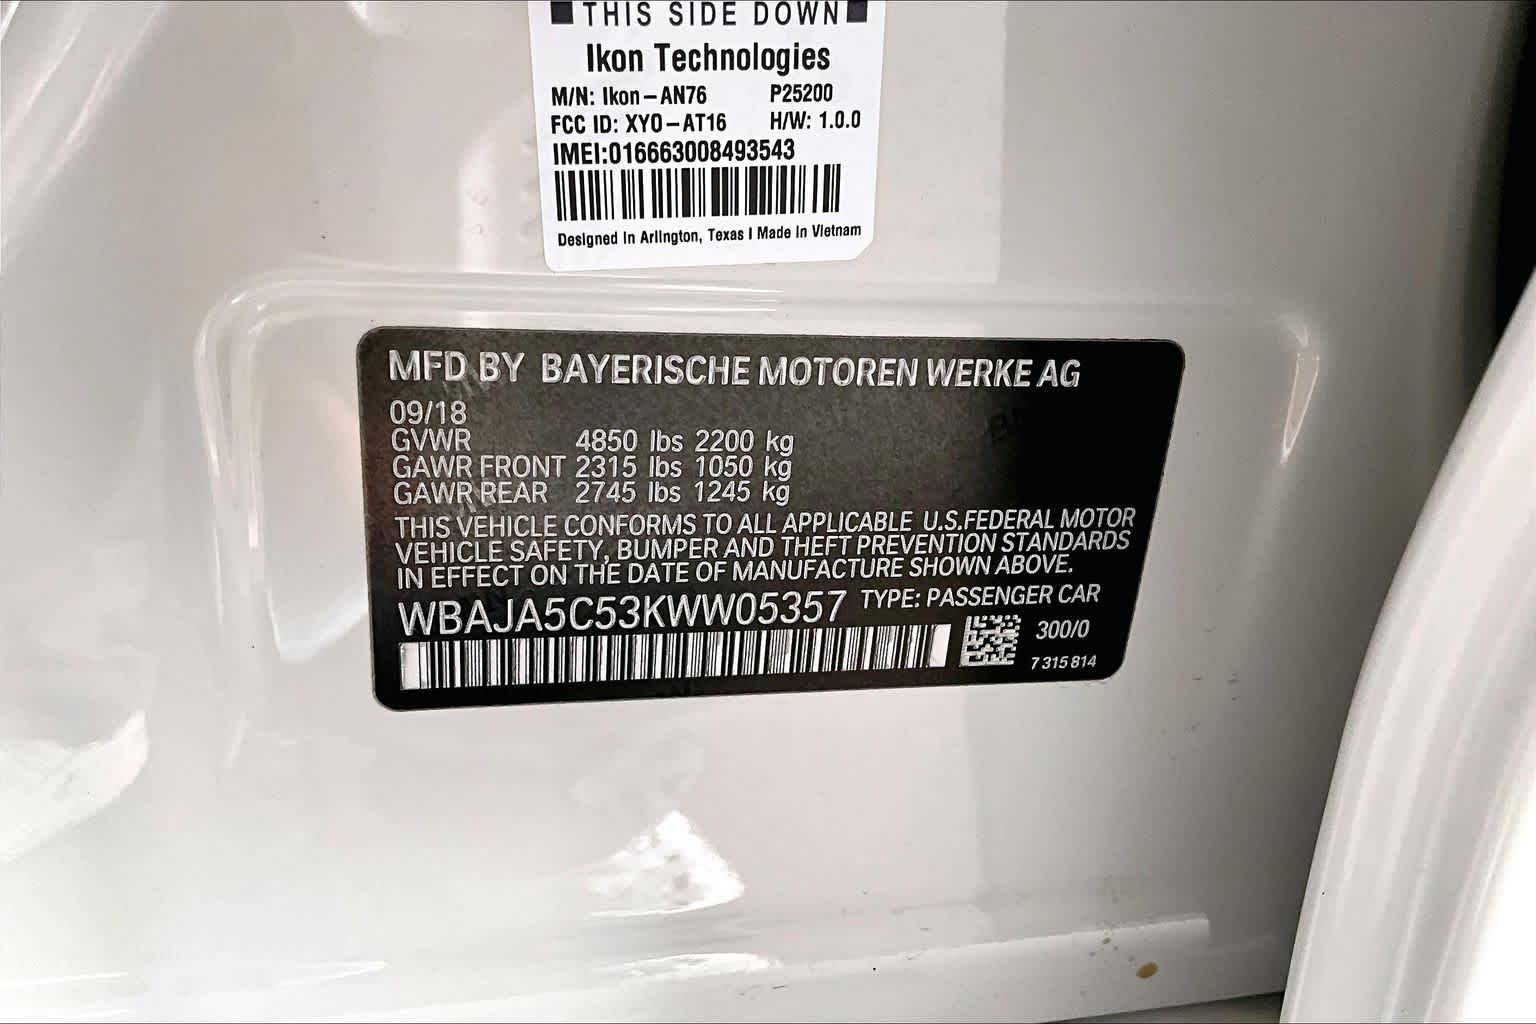 THIS SIDE DOWN
Ikon Technologies
M/N: Ikon-AN76 P25200
FCC ID: XYO-AT16 H/W: 1.0.0
IMEI:016663008493543
Designed In Arlington, Texas I Made In Vietnam
MFD BY BAYERISCHE MOTOREN WERKE AG
09/18
GVWR 4850 lbs 2200 kg
GAWR FRONT 2315 lbs 1050 kg
GAWR REAR 2745 lbs 1245 kg
THIS VEHICLE CONFORMS TO ALL APPLICABLE U.S.FEDERAL MOTOR
VEHICLE SAFETY, BUMPER AND THEFT PREVENTION STANDARDS
IN EFFECT ON THE DATE OF MANUFACTURE SHOWN ABOVE.
WBAJA5C53KWW05357 TYPE: PASSENGER CAR
300/0
7 315 814